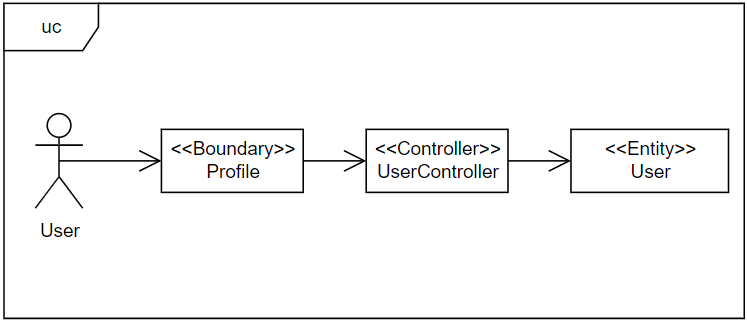 uc
<<Boundary>>
Profile
<<Controller>>
UserController
<<Entity>>
User
User